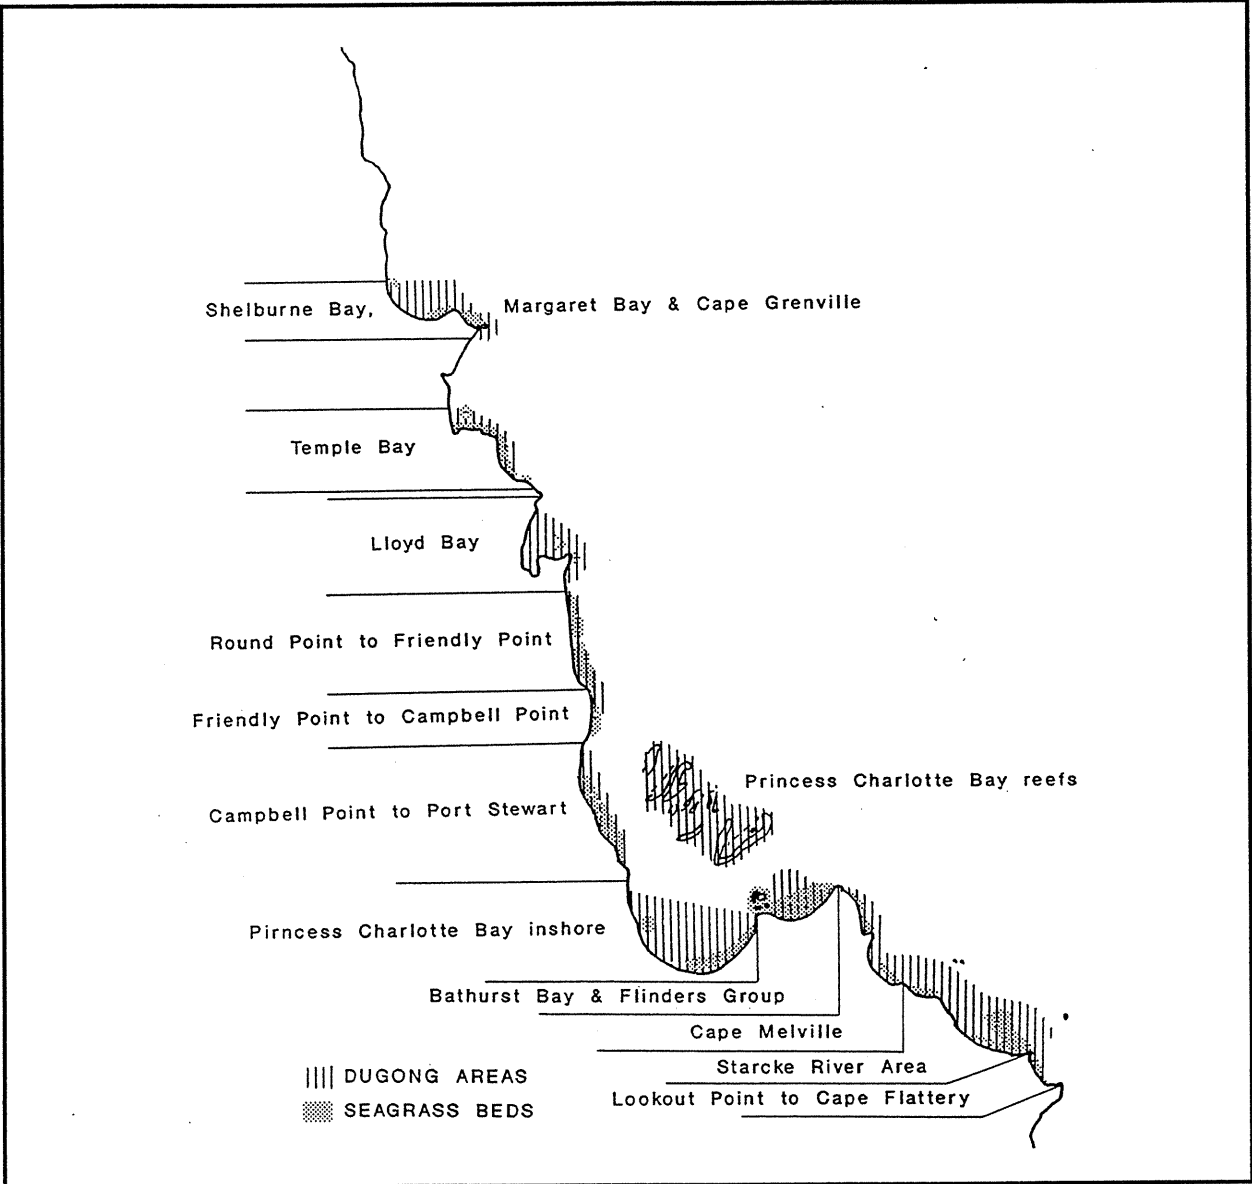 Shelburne Bay,
Margaret Bay & Cape Grenville
Temple Bay
Lloyd Bay
Round Point to Friendly Point
Friendly Point to Campbell Point
Princess Charlotte Bay reefs
Campbell Point to Port Stewart
Pirncess Charlotte Bay inshore
Bathurst Bay & Flinders Group
Cape Melville
Starcke River Area
Lookout Point to Cape Flattery
DUGONG AREAS
SEAGRASS BEDS